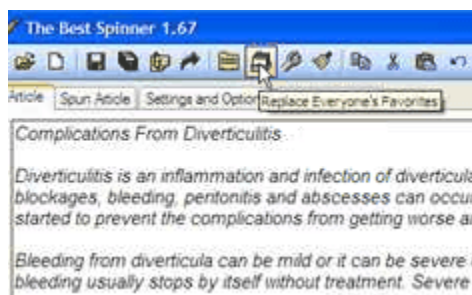 The Best Spinner 1.67
Article Spun Article Settings and Option Replace Everyone's Favorites
Complications From Diverticulitis
Diverticulitis is an inflammation and infection of diverticula
blockages, bleeding, peritonitis and abscesses can occu
started to prevent the complications from getting worse a
Bleeding from diverticula can be mild or it can be severe
bleeding usually stops by itself without treatment. Severe